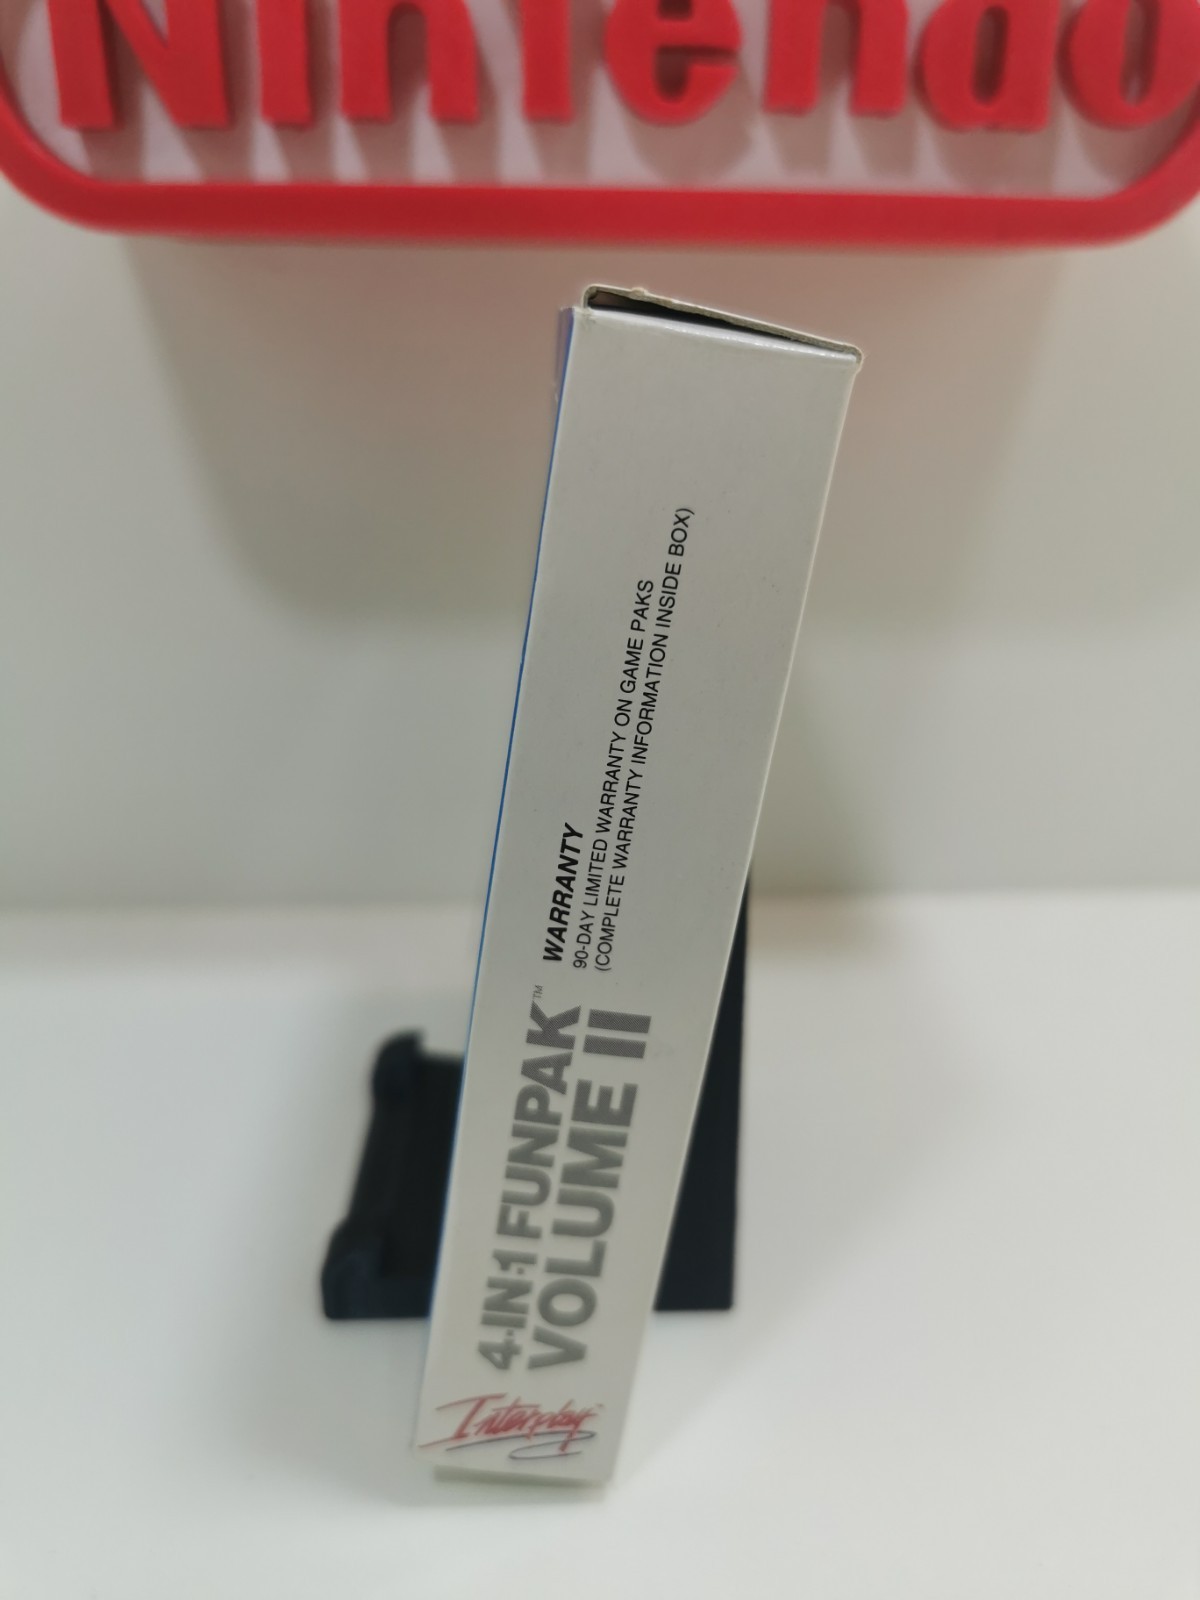 Nintendo
4-IN-1 FUNPAK™
VOLUME II
WARRANTY
90-DAY LIMITED WARRANTY ON GAME PAKS
(COMPLETE WARRANTY INFORMATION INSIDE BOX)
Interplay™